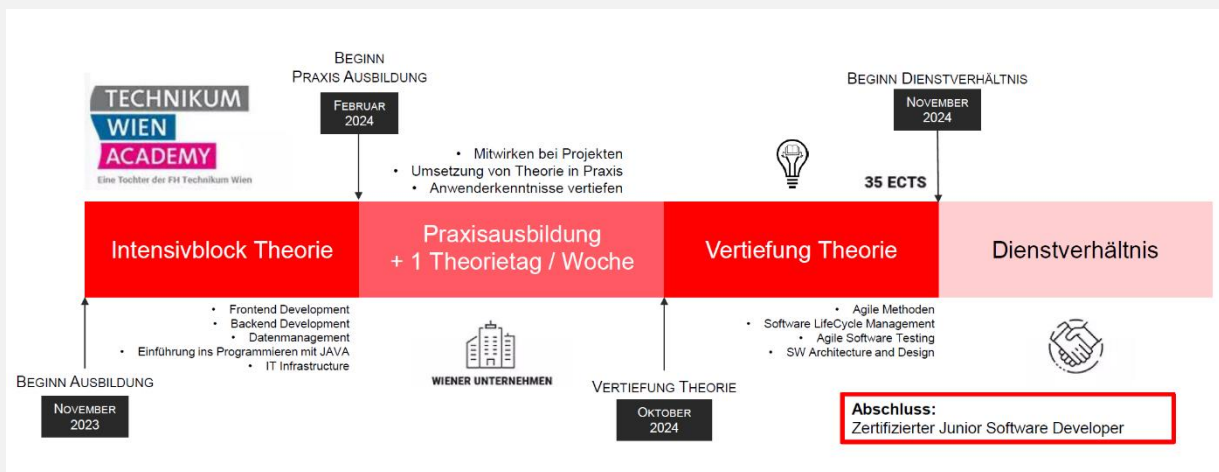 TECHNIKUM
WIEN
ACADEMY
Eine Tochter der FH Technikum Wien
BEGINN
PRAXIS AUSBILDUNG
FEBRUAR
2024
• Mitwirken bei Projekten
• Umsetzung von Theorie in Praxis
• Anwenderkenntnisse vertiefen
BEGINN DIENSTVERHÄLTNIS
NOVEMBER
2024
35 ECTS
Intensivblock Theorie
Praxisausbildung
+ 1 Theorietag / Woche
Vertiefung Theorie
Dienstverhältnis
• Frontend Development
• Backend Development
• Datenmanagement
• Einführung ins Programmieren mit JAVA
• IT Infrastructure
BEGINN AUSBILDUNG
NOVEMBER
2023
WIENER UNTERNEHMEN
VERTIEFUNG THEORIE
OKTOBER
2024
• Agile Methoden
• Software LifeCycle Management
• Agile Software Testing
• SW Architecture and Design
Abschluss:
Zertifizierter Junior Software Developer